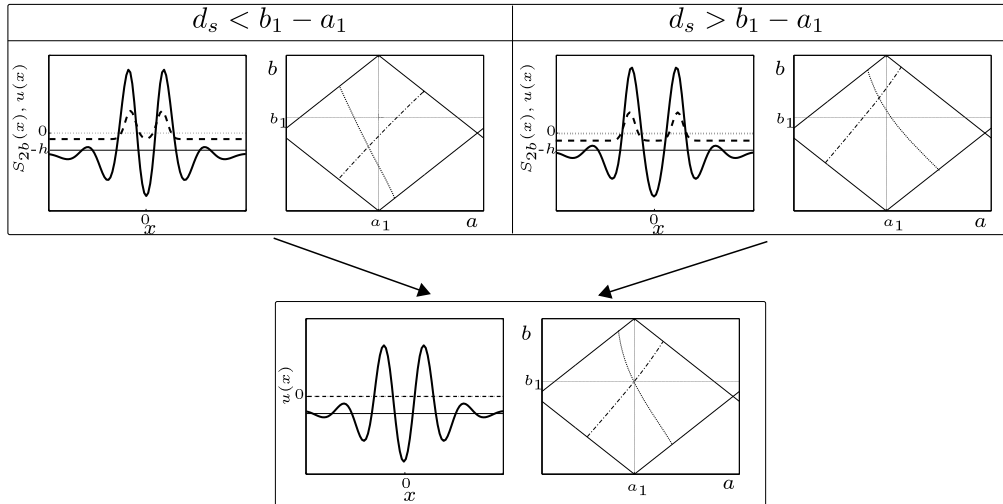 d_s < b_1 − a_1
d_s > b_1 − a_1
S_{2b}(x), u(x)
0
-h
0
x
b
b_1
a_1
a
S_{2b}(x), u(x)
0
-h
0
x
b
b_1
a_1
a
u(x)
0
0
x
b
b_1
a_1
a